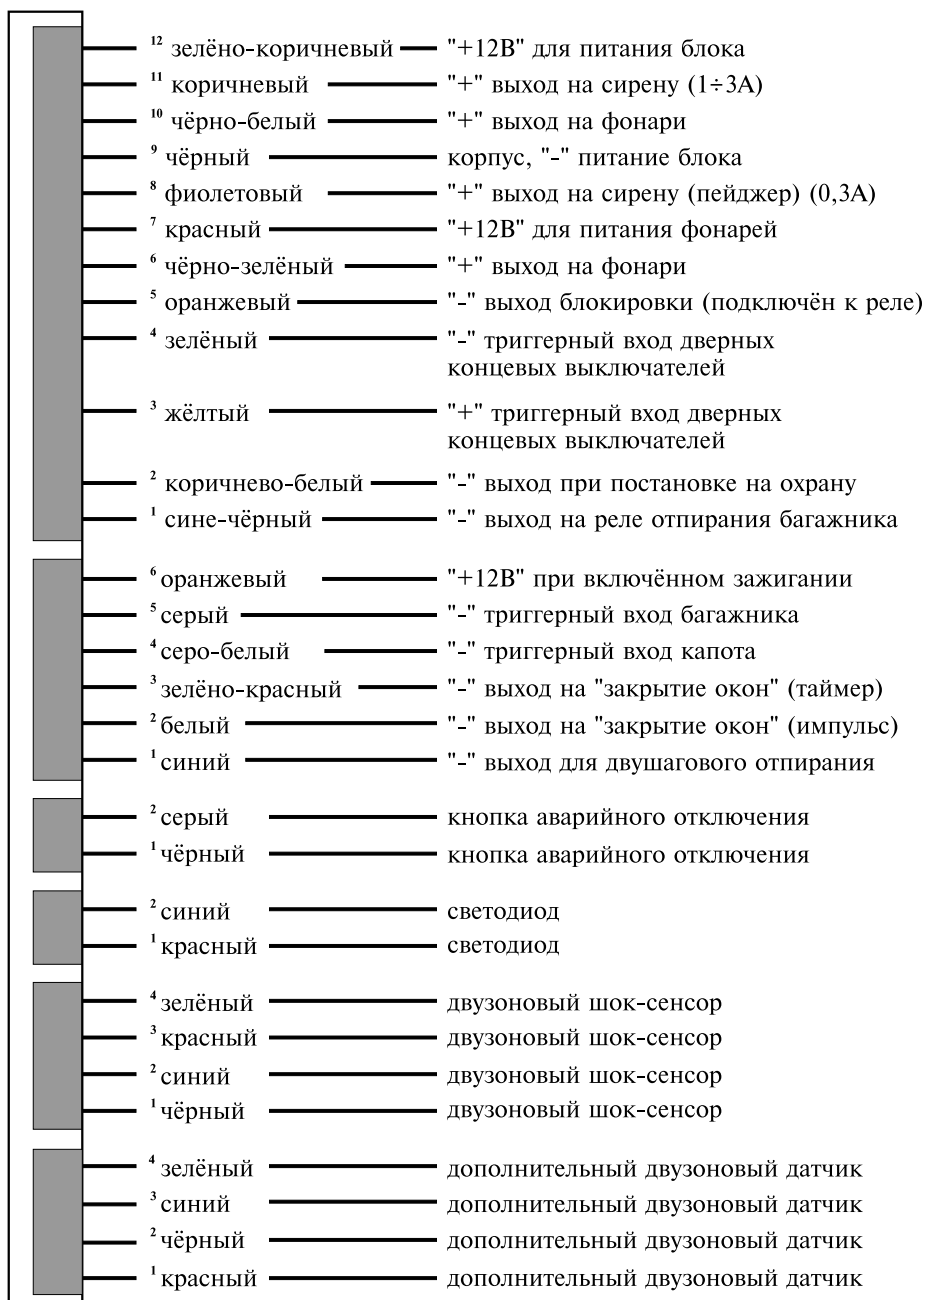 12 зелёно-коричневый "+12В" для питания блока
11 коричневый "+" выход на сирену (1÷3А)
10 чёрно-белый "+" выход на фонари
9 чёрный корпус, "-" питание блока
8 фиолетовый "+" выход на сирену (пейджер) (0,3А)
7 красный "+12В" для питания фонарей
6 чёрно-зелёный "+" выход на фонари
5 оранжевый "-" выход блокировки (подключён к реле)
4 зелёный "-" триггерный вход дверных
концевых выключателей
3 жёлтый "+" триггерный вход дверных
концевых выключателей
2 коричнево-белый "-" выход при постановке на охрану
1 сине-чёрный "-" выход на реле отпирания багажника
6 оранжевый "+12В" при включённом зажигании
5 серый "-" триггерный вход багажника
4 серо-белый "-" триггерный вход капота
3 зелёно-красный "-" выход на "закрытие окон" (таймер)
2 белый "-" выход на "закрытие окон" (импульс)
1 синий "-" выход для двушагового отпирания
2 серый кнопка аварийного отключения
1 чёрный кнопка аварийного отключения
2 синий светодиод
1 красный светодиод
4 зелёный двузоновый шок-сенсор
3 красный двузоновый шок-сенсор
2 синий двузоновый шок-сенсор
1 чёрный двузоновый шок-сенсор
4 зелёный дополнительный двузоновый датчик
3 синий дополнительный двузоновый датчик
2 чёрный дополнительный двузоновый датчик
1 красный дополнительный двузоновый датчик